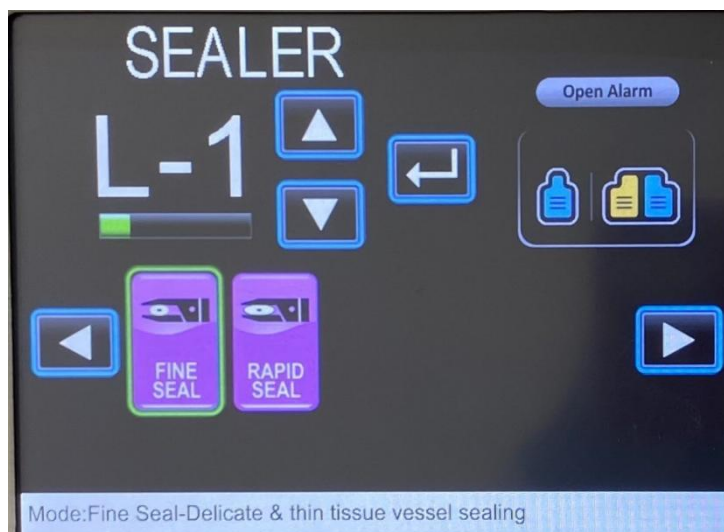 SEALER
L-1
Open Alarm
FINE
SEAL
RAPID
SEAL
Mode:Fine Seal-Delicate & thin tissue vessel sealing